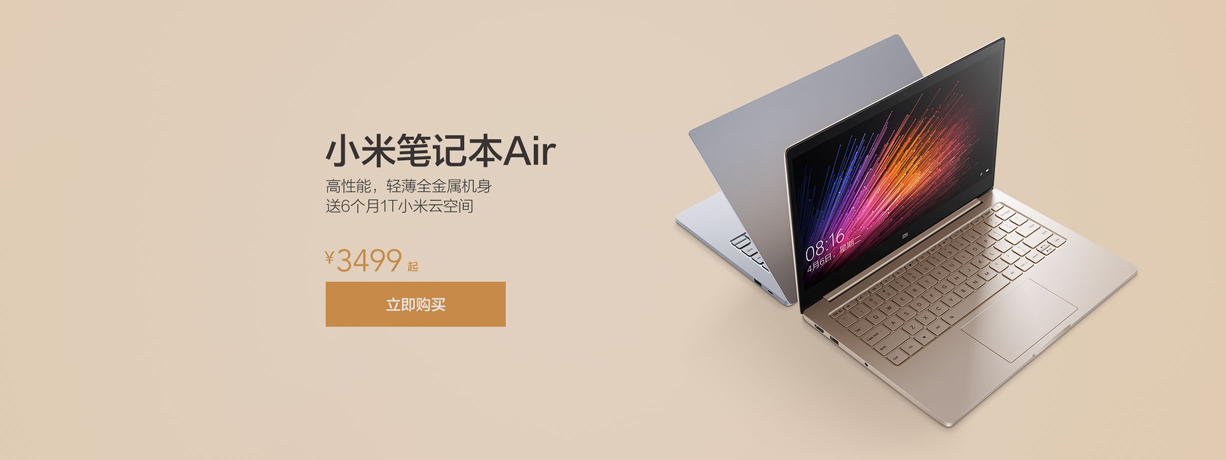 小米笔记本Air
高性能，轻薄全金属机身
送6个月1T小米云空间
¥3499 起
立即购买
08:16
4月6日，星期二